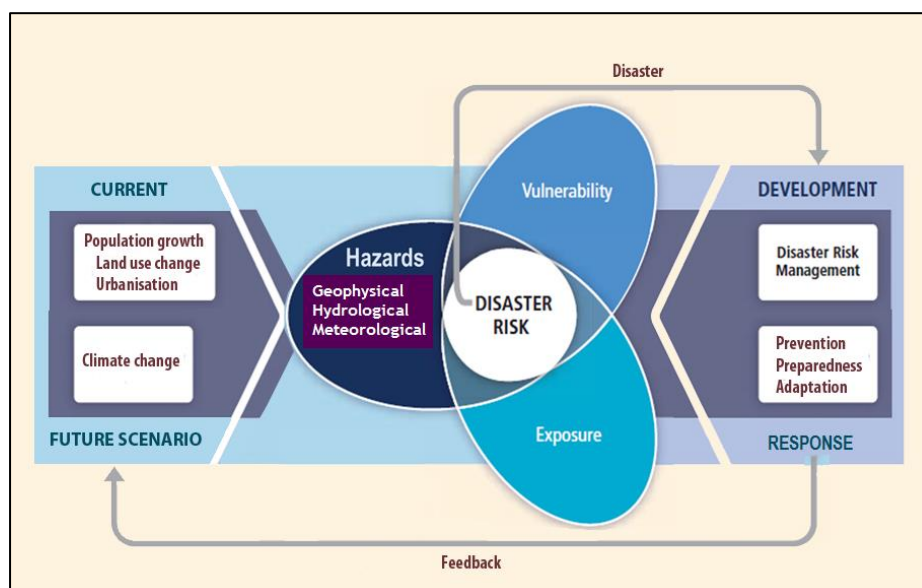 Disaster
CURRENT
Population growth
Land use change
Urbanisation
Climate change
FUTURE SCENARIO
Hazards
Geophysical
Hydrological
Meteorological
Vulnerability
DISASTER
RISK
Exposure
DEVELOPMENT
Disaster Risk
Management
Prevention
Preparedness
Adaptation
RESPONSE
Feedback